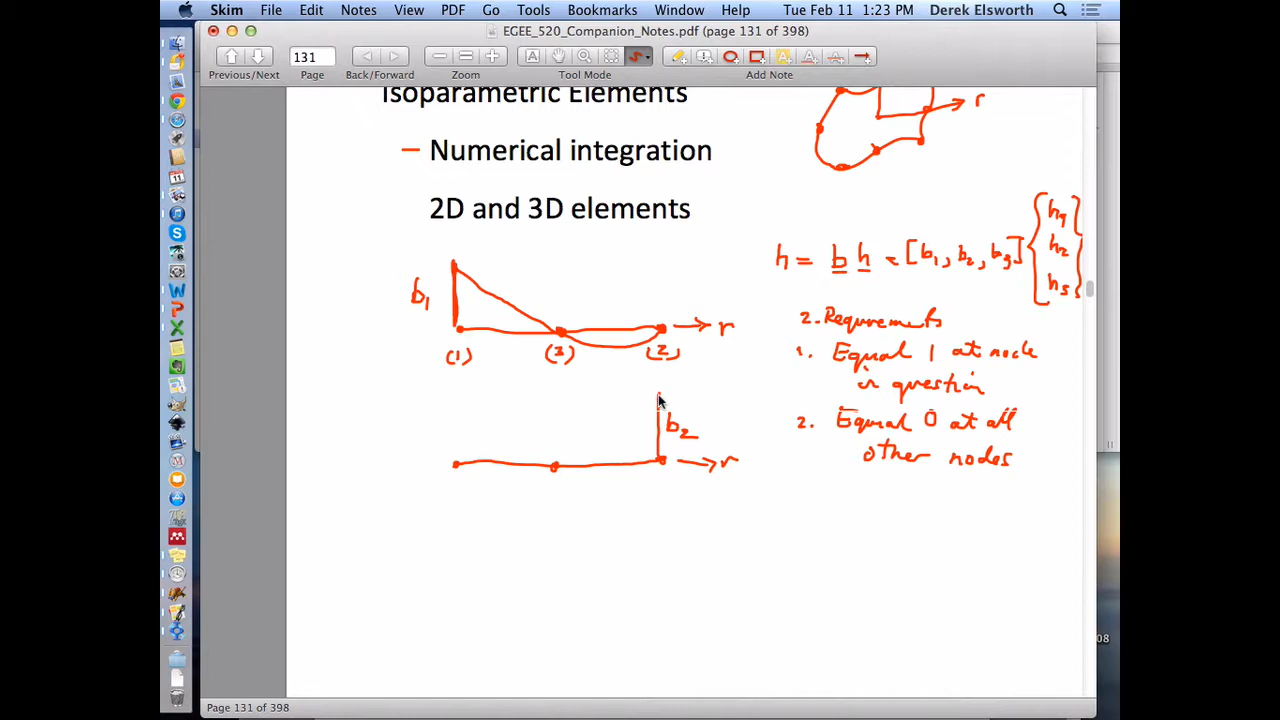 Skim File Edit Notes View PDF Go Tools Bookmarks Window Help Tue Feb 11 1:23 PM Derek Elsworth
EGEE_520_Companion_Notes.pdf (page 131 of 398)
131
Previous/Next Page Back/Forward Zoom Tool Mode Add Note
Isoparametric Elements
r
– Numerical integration
2D and 3D elements
h = b h = [b1, b2, b3] {h1
h2
h3}
b1
r
(1) (3) (2)
2. Requirements
1. Equal 1 at node
in question
2. Equal 0 at all
other nodes
b2
r
08
Page 131 of 398